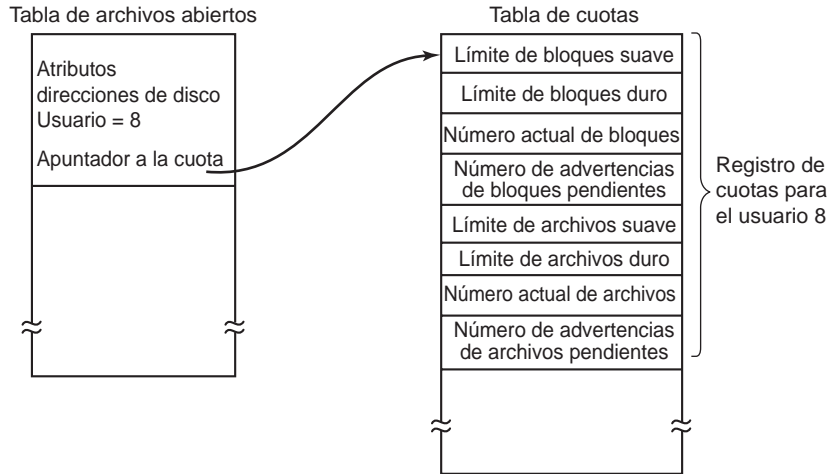 Tabla de archivos abiertos
Atributos
direcciones de disco
Usuario = 8
Apuntador a la cuota
Tabla de cuotas
Límite de bloques suave
Límite de bloques duro
Número actual de bloques
Número de advertencias
de bloques pendientes
Límite de archivos suave
Límite de archivos duro
Número actual de archivos
Número de advertencias
de archivos pendientes
Registro de
cuotas para
el usuario 8